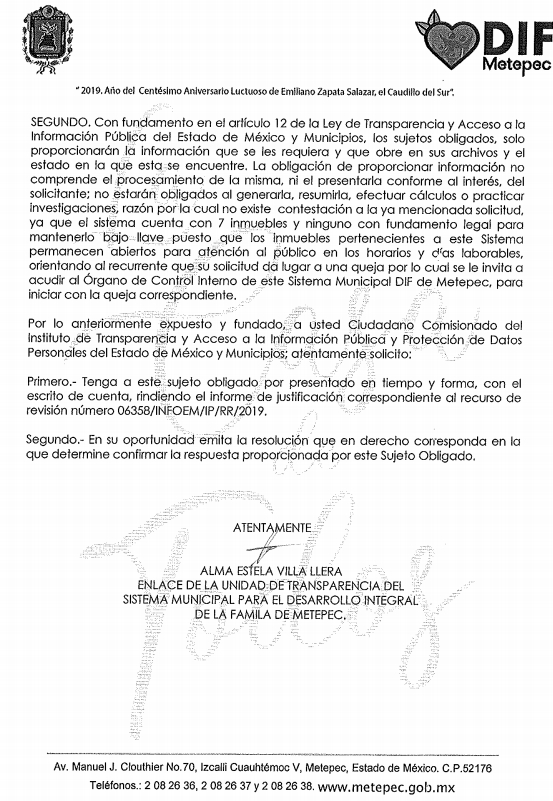 DIF
Metepec
"2019. Año del Centésimo Aniversario Luctuoso de Emiliano Zapata Salazar, el Caudillo del Sur".
SEGUNDO. Con fundamento en el artículo 12 de la Ley de Transparencia y Acceso a la
Información Pública del Estado de México y Municipios, los sujetos obligados, solo
proporcionarán la información que se les requiera y que obre en sus archivos y el
estado en la que esta se encuentre. La obligación de proporcionar información no
comprende el procesamiento de la misma, ni el presentarla conforme al interés, del
solicitante; no estarán obligados al generarla, resumirla, efectuar cálculos o practicar
investigaciones, razón por la cual no existe contestación a la ya mencionada solicitud,
ya que el sistema cuenta con 7 inmuebles y ninguno con fundamento legal para
mantenerlo bajo llave puesto que los inmuebles pertenecientes a este Sistema
permanecen abiertos para atención al público en los horarios y días laborables,
orientando al recurrente que su solicitud da lugar a una queja por lo cual se le invita a
acudir al Órgano de Control Interno de este Sistema Municipal DIF de Metepec, para
iniciar con la queja correspondiente.
Por lo anteriormente expuesto y fundado, a usted Ciudadano Comisionado del
Instituto de Transparencia y Acceso a la Información Pública y Protección de Datos
Personales del Estado de México y Municipios; atentamente solicito:
Primero.- Tenga a este sujeto obligado por presentado en tiempo y forma, con el
escrito de cuenta, rindiendo el informe de justificación correspondiente al recurso de
revisión número 06358/INFOEM/IP/RR/2019.
Segundo.- En su oportunidad emita la resolución que en derecho corresponda en la
que determine confirmar la respuesta proporcionada por este Sujeto Obligado.
ATENTAMENTE
ALMA ESTELA VILLA LLERA
ENLACE DE LA UNIDAD DE TRANSPARENCIA DEL
SISTEMA MUNICIPAL PARA EL DESARROLLO INTEGRAL
DE LA FAMILA DE METEPEC.
Av. Manuel J. Clouthier No.70, Izcalli Cuauhtémoc V, Metepec, Estado de México. C.P.52176
Teléfonos.: 2 08 26 36, 2 08 26 37 y 2 08 26 38. www.metepec.gob.mx